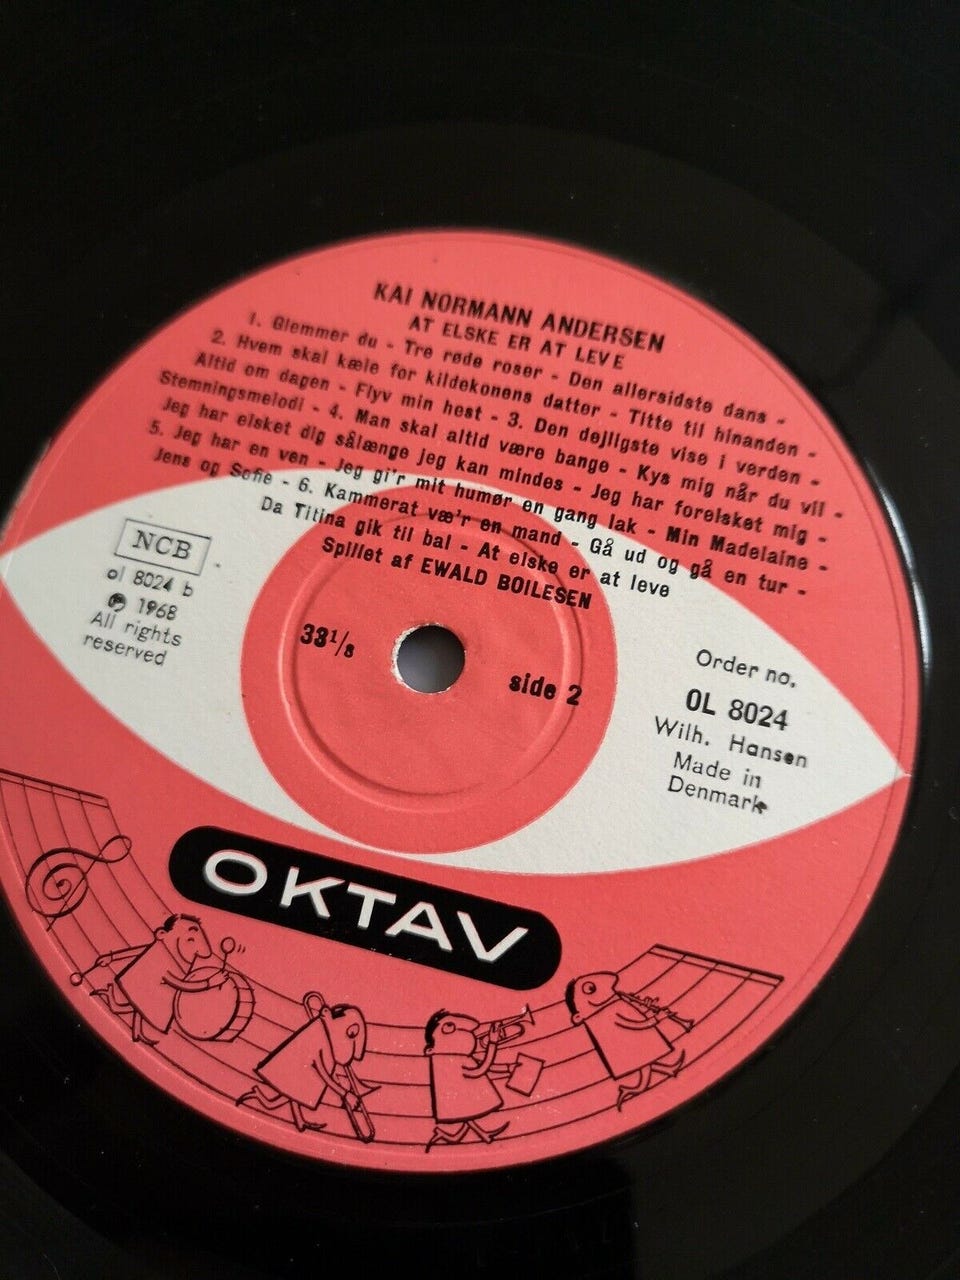 KAI NORMANN ANDERSEN
AT ELSKE ER AT LEVE
1. Glemmer du - Tre røde roser - Den allersidste dans -
2. Hvem skal kæle for kildekonens datter - Titte til hinanden -
Altid om dagen - Flyv min hest - 3. Den dejligste vise i verden -
Stemningsmelodi - 4. Man skal altid være bange - Kys mig når du vil -
Jeg har elsket dig sålænge jeg kan mindes - Jeg har forelsket mig -
5. Jeg har en ven - Jeg gi'r mit humør en gang lak - Min Madelaine -
Jens og Sofie - 6. Kammerat væ'r en mand - Gå ud og gå en tur -
Da Titina gik til bal - At elske er at leve
Spillet af EWALD BOILESEN
NCB
ol 8024 b
℗ 1968
All rights
reserved
33 1/3
side 2
Order no.
OL 8024
Wilh. Hansen
Made in
Denmark
OKTAV